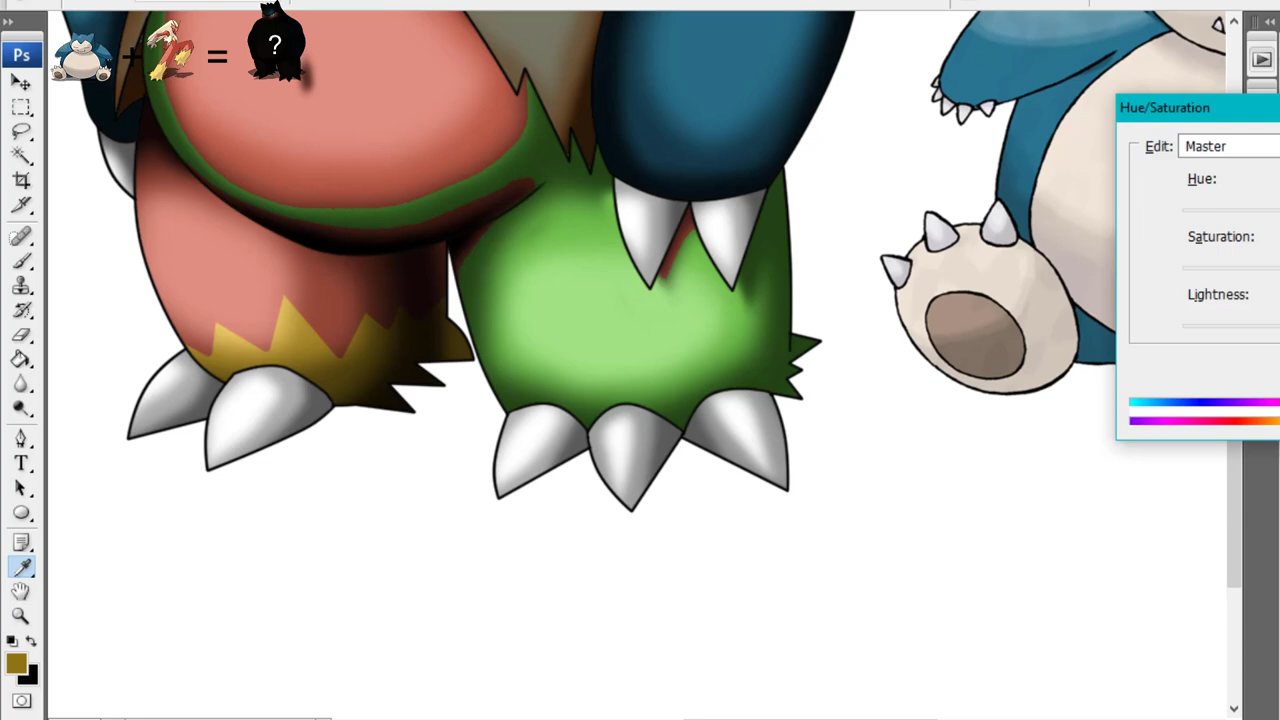 Ps
+ = ?
Hue/Saturation
Edit: Master
Hue:
Saturation:
Lightness:
T